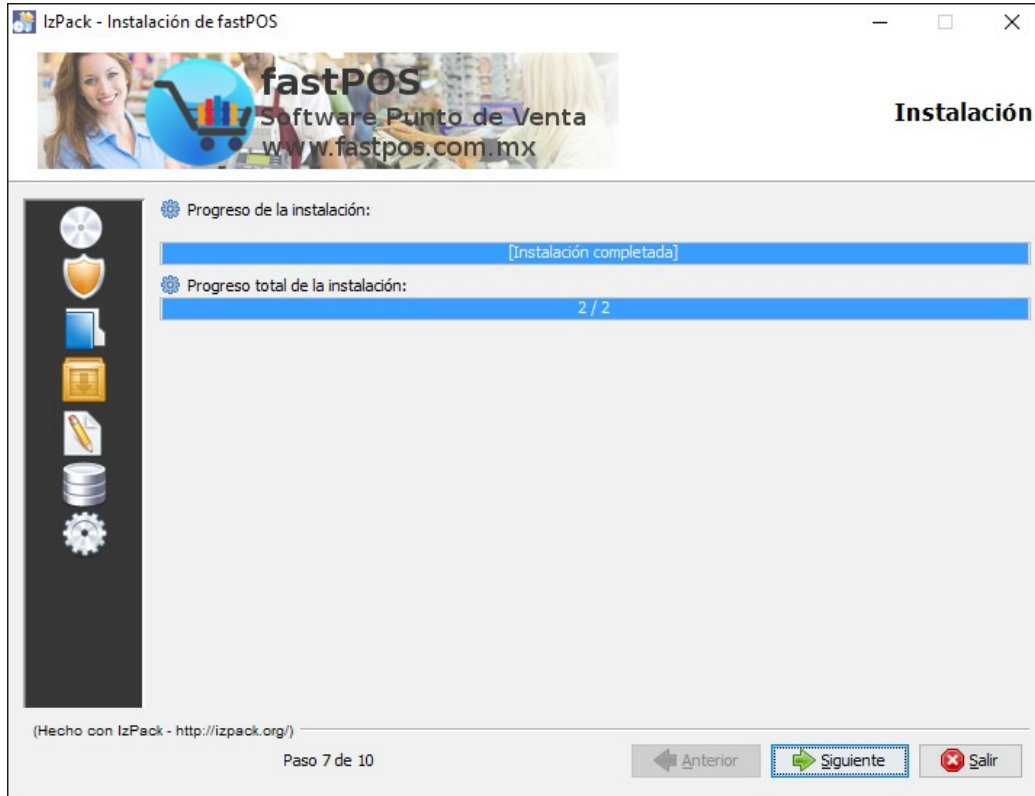 IzPack - Instalación de fastPOS
fastPOS
Software Punto de Venta
www.fastpos.com.mx
Instalación
Progreso de la instalación:
[Instalación completada]
Progreso total de la instalación:
2 / 2
(Hecho con IzPack - http://izpack.org/)
Paso 7 de 10
Anterior
Siguiente
Salir